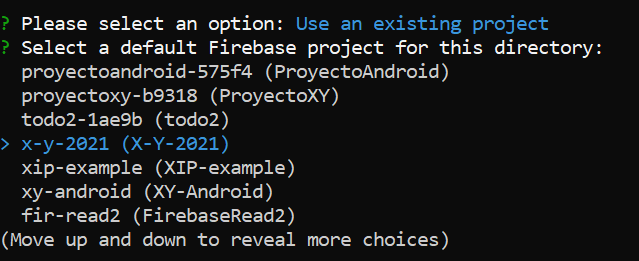 ? Please select an option: Use an existing project
? Select a default Firebase project for this directory:
proyectoandroid-575f4 (ProyectoAndroid)
proyectoxy-b9318 (ProyectoXY)
todo2-1ae9b (todo2)
> x-y-2021 (X-Y-2021)
xip-example (XIP-example)
xy-android (XY-Android)
fir-read2 (FirebaseRead2)
(Move up and down to reveal more choices)